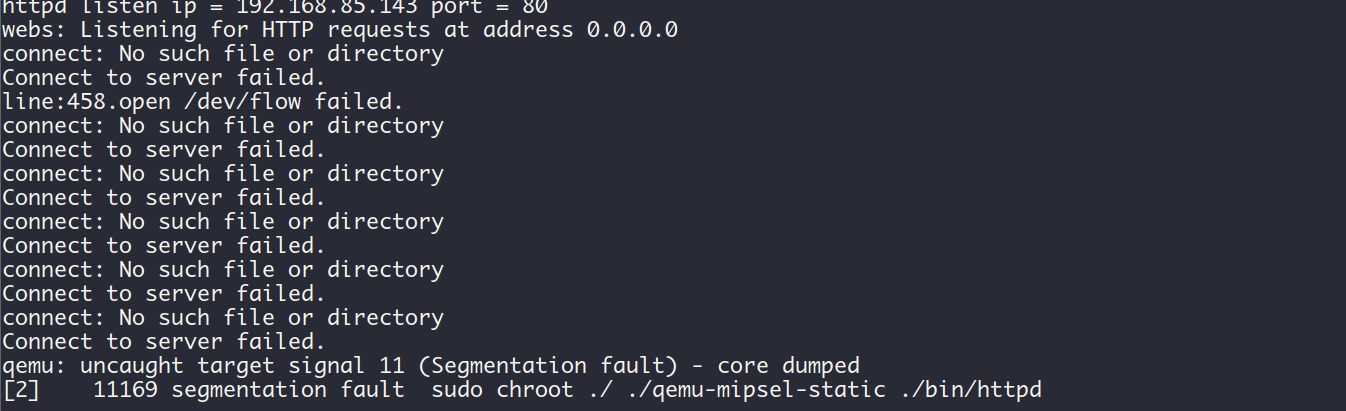 httpd listen ip = 192.168.85.143 port = 80
webs: Listening for HTTP requests at address 0.0.0.0
connect: No such file or directory
Connect to server failed.
line:458.open /dev/flow failed.
connect: No such file or directory
Connect to server failed.
connect: No such file or directory
Connect to server failed.
connect: No such file or directory
Connect to server failed.
connect: No such file or directory
Connect to server failed.
connect: No such file or directory
Connect to server failed.
qemu: uncaught target signal 11 (Segmentation fault) - core dumped
[2]    11169 segmentation fault  sudo chroot ./ ./qemu-mipsel-static ./bin/httpd